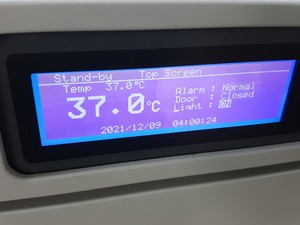 Stand-by Top Screen
Temp 37.0°C
Alarm : Normal
37.0°C
Door : Closed
Light : ON
2021/12/09 04:00:24